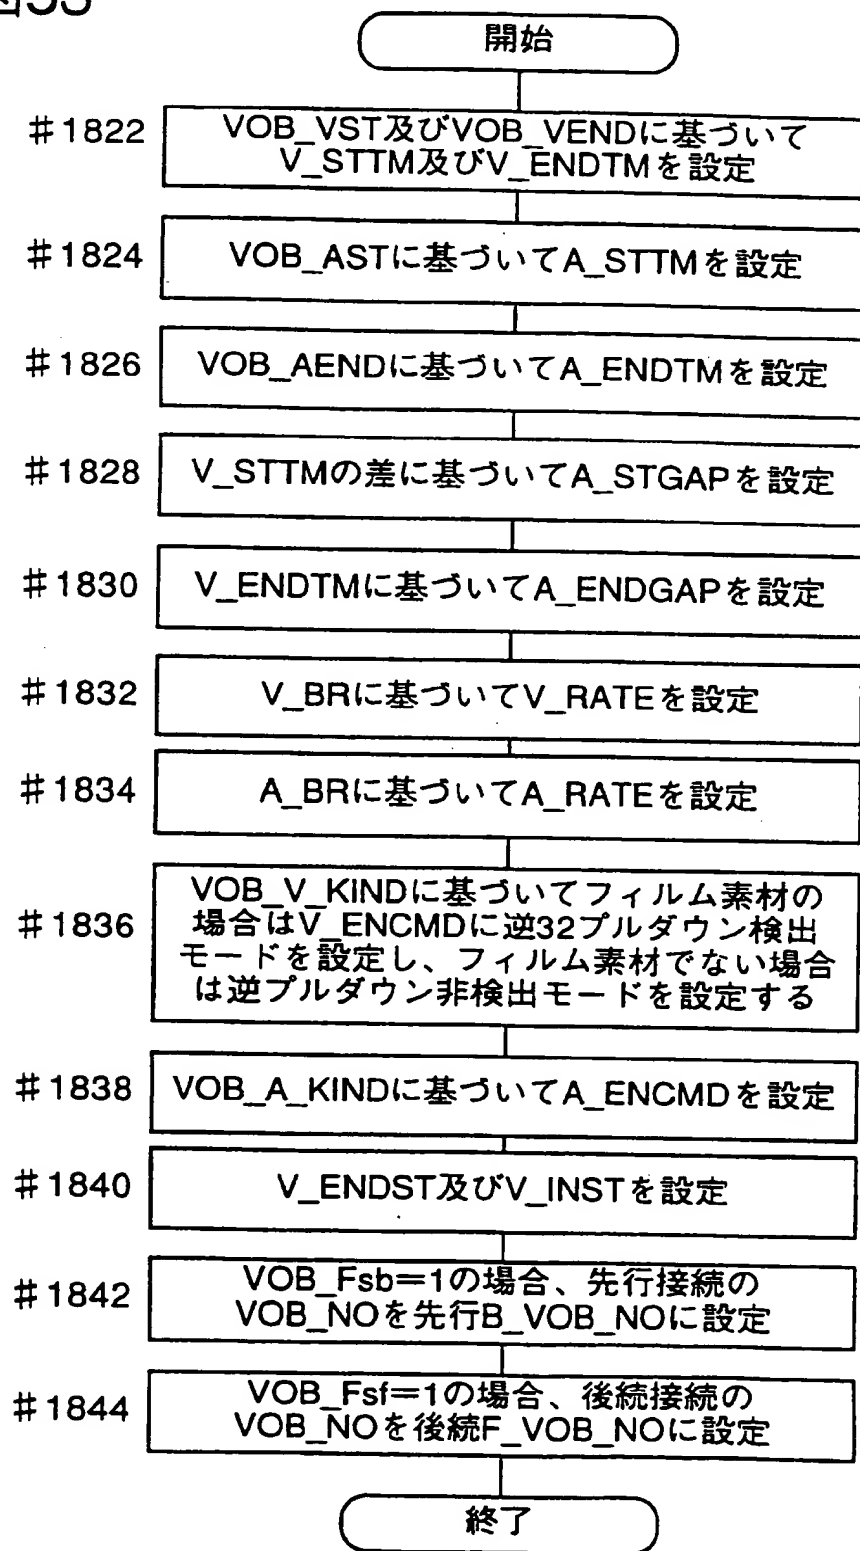 図53
開始
#1822
VOB_VST及びVOB_VENDに基づいて
V_STTM及びV_ENDTMを設定
#1824
VOB_ASTに基づいてA_STTMを設定
#1826
VOB_AENDに基づいてA_ENDTMを設定
#1828
V_STTMの差に基づいてA_STGAPを設定
#1830
V_ENDTMに基づいてA_ENDGAPを設定
#1832
V_BRに基づいてV_RATEを設定
#1834
A_BRに基づいてA_RATEを設定
#1836
VOB_V_KINDに基づいてフィルム素材の
場合はV_ENCMDに逆32プルダウン検出
モードを設定し、フィルム素材でない場合
は逆プルダウン非検出モードを設定する
#1838
VOB_A_KINDに基づいてA_ENCMDを設定
#1840
V_ENDST及びV_INSTを設定
#1842
VOB_Fsb=1の場合、先行接続の
VOB_NOを先行B_VOB_NOに設定
#1844
VOB_Fsf=1の場合、後続接続の
VOB_NOを後続F_VOB_NOに設定
終了